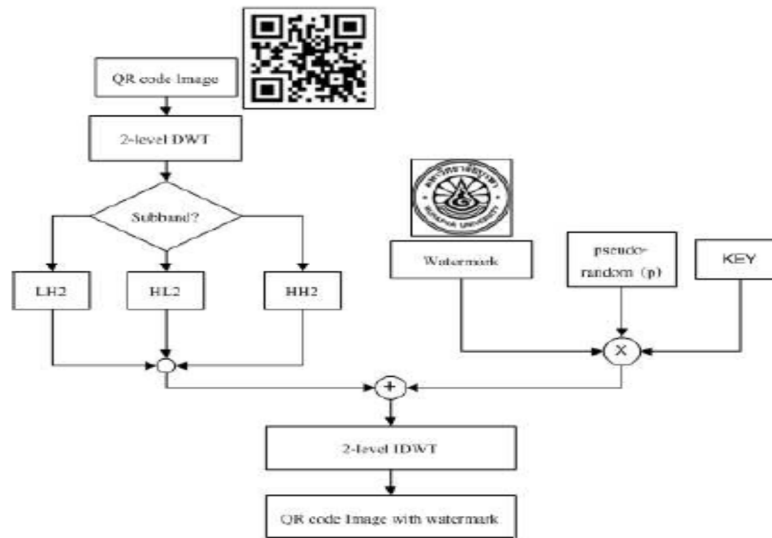 QR code Image
2-level DWT
Subband?
LH2
HL2
HH2
Watermark
pseudo-
random (p)
KEY
X
+
2-level IDWT
QR code Image with watermark